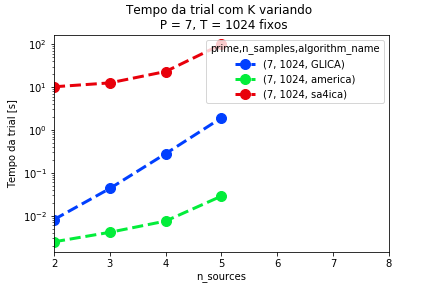 Tempo da trial com K variando
P = 7, T = 1024 fixos
prime,n_samples,algorithm_name
(7, 1024, GLICA)
(7, 1024, america)
(7, 1024, sa4ica)
Tempo da trial [s]
10²
10¹
10⁰
10⁻¹
10⁻²
2 3 4 5 6 7 8
n_sources